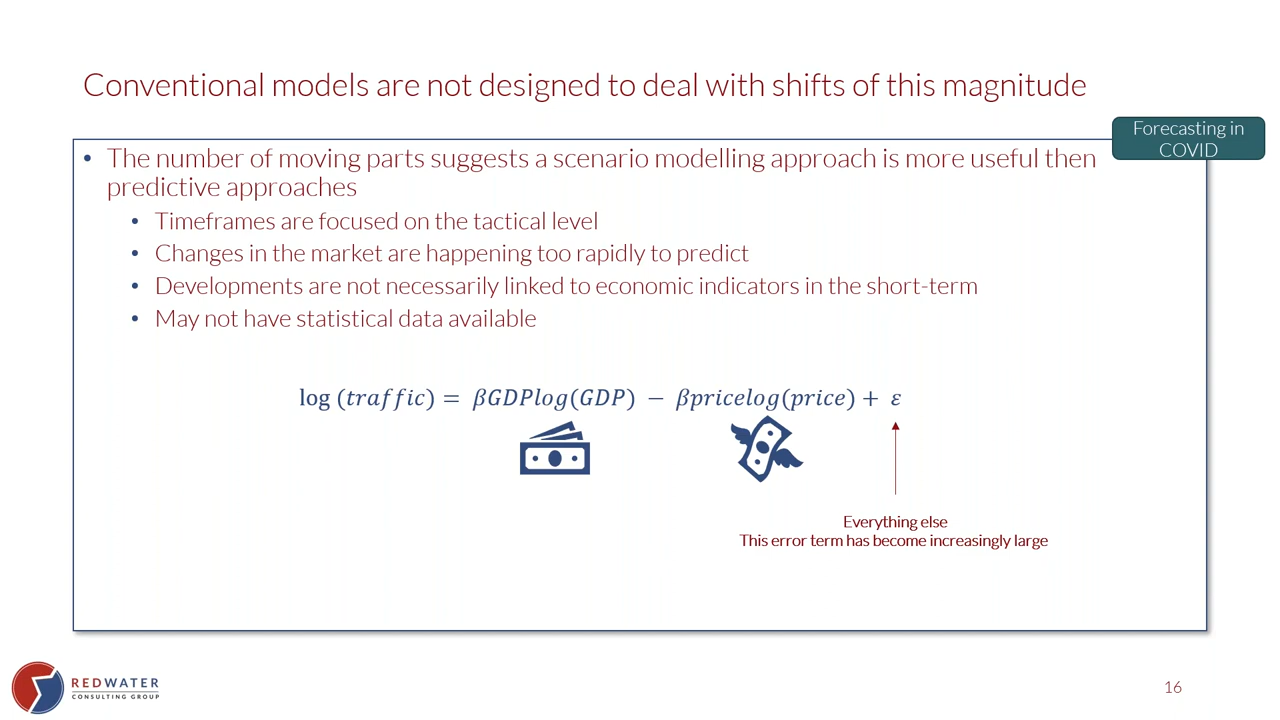 Conventional models are not designed to deal with shifts of this magnitude
Forecasting in
COVID
• The number of moving parts suggests a scenario modelling approach is more useful then
predictive approaches
• Timeframes are focused on the tactical level
• Changes in the market are happening too rapidly to predict
• Developments are not necessarily linked to economic indicators in the short-term
• May not have statistical data available
log (traffic) = βGDPlog(GDP) − βpricelog(price) + ε
Everything else
This error term has become increasingly large
REDWATER
CONSULTING GROUP
16